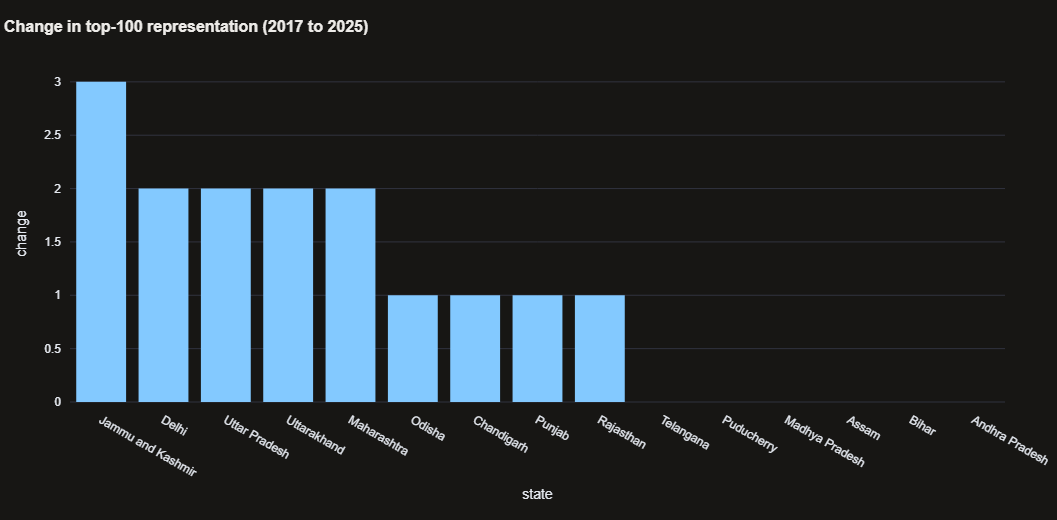 Change in top-100 representation (2017 to 2025)
3
2.5
2
1.5
1
0.5
0
change
Jammu and Kashmir
Delhi
Uttar Pradesh
Uttarakhand
Maharashtra
Odisha
Chandigarh
Punjab
Rajasthan
Telangana
Puducherry
Madhya Pradesh
Assam
Bihar
Andhra Pradesh
state